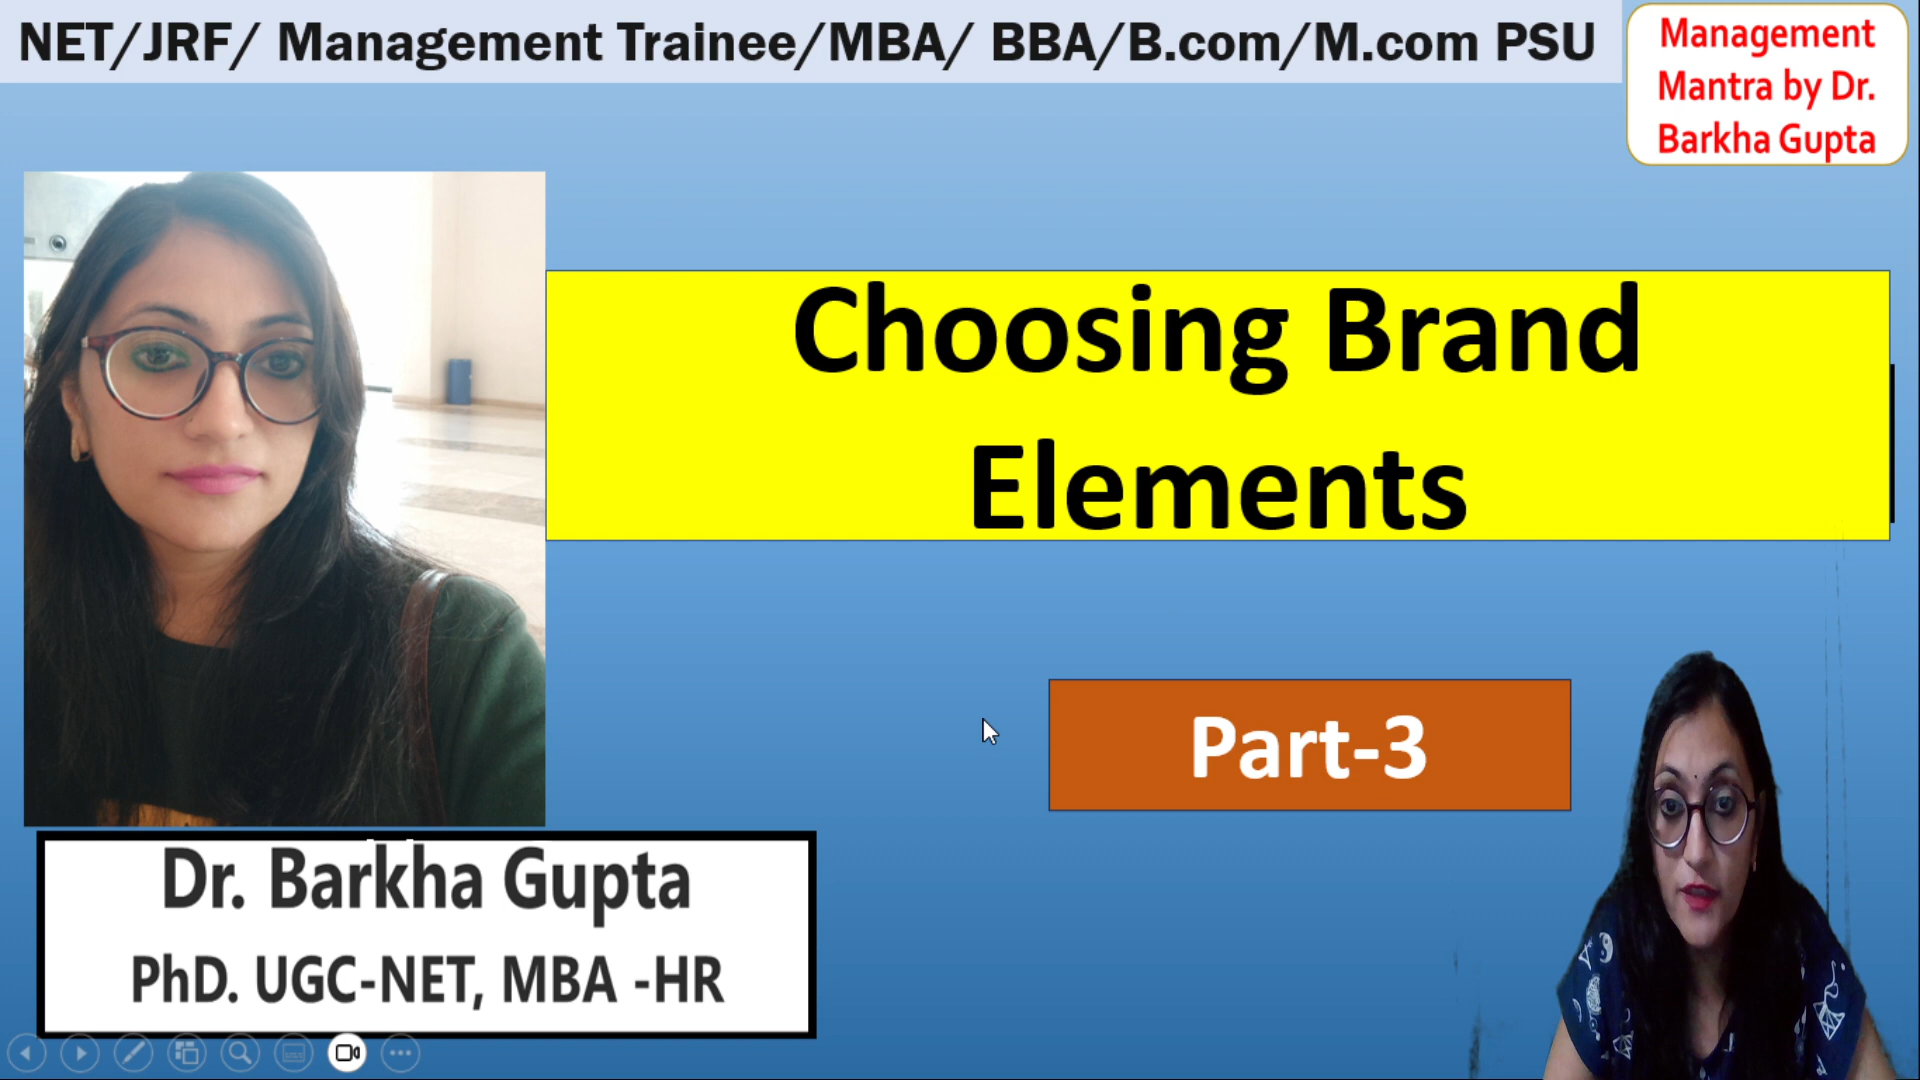 NET/JRF/ Management Trainee/MBA/ BBA/B.com/M.com PSU
Management
Mantra by Dr.
Barkha Gupta
Choosing Brand
Elements
Part-3
Dr. Barkha Gupta
PhD. UGC-NET, MBA -HR